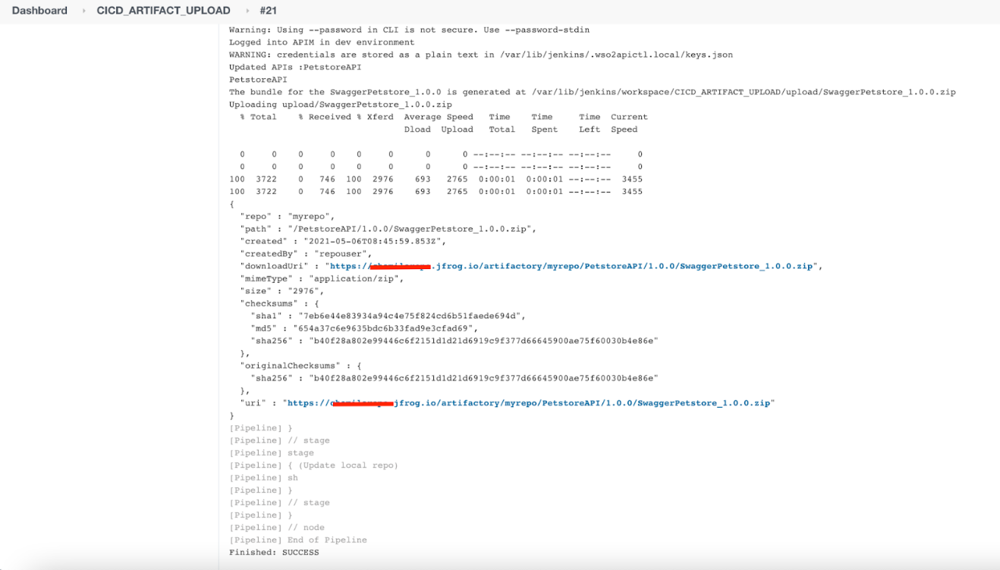 Dashboard › CICD_ARTIFACT_UPLOAD › #21
Warning: Using --password in CLI is not secure. Use --password-stdin
Logged into APIM in dev environment
WARNING: credentials are stored as a plain text in /var/lib/jenkins/.wso2apictl.local/keys.json
Updated APIs :PetstoreAPI
PetstoreAPI
The bundle for the SwaggerPetstore_1.0.0 is generated at /var/lib/jenkins/workspace/CICD_ARTIFACT_UPLOAD/upload/SwaggerPetstore_1.0.0.zip
Uploading upload/SwaggerPetstore_1.0.0.zip
% Total % Received % Xferd Average Speed Time Time Time Current
Dload Upload Total Spent Left Speed
0 0 0 0 0 0 0 0 --:--:-- --:--:-- --:--:-- 0
0 0 0 0 0 0 0 0 --:--:-- --:--:-- --:--:-- 0
100 3722 0 746 100 2976 693 2765 0:00:01 0:00:01 --:--:-- 3455
100 3722 0 746 100 2976 693 2765 0:00:01 0:00:01 --:--:-- 3455
{
"repo" : "myrepo",
"path" : "/PetstoreAPI/1.0.0/SwaggerPetstore_1.0.0.zip",
"created" : "2021-05-06T08:45:59.853Z",
"createdBy" : "repouser",
"downloadUri" : "https:// .jfrog.io/artifactory/myrepo/PetstoreAPI/1.0.0/SwaggerPetstore_1.0.0.zip",
"mimeType" : "application/zip",
"size" : "2976",
"checksums" : {
"sha1" : "7eb6e44e83934a94c4e75f824cd6b51faede694d",
"md5" : "654a37c6e9635bdc6b33fad9e3cfad69",
"sha256" : "b40f28a802e99446c6f2151d1d21d6919c9f377d66645900ae75f60030b4e86e"
},
"originalChecksums" : {
"sha256" : "b40f28a802e99446c6f2151d1d21d6919c9f377d66645900ae75f60030b4e86e"
},
"uri" : "https:// jfrog.io/artifactory/myrepo/PetstoreAPI/1.0.0/SwaggerPetstore_1.0.0.zip"
}
[Pipeline] }
[Pipeline] // stage
[Pipeline] stage
[Pipeline] { (Update local repo)
[Pipeline] sh
[Pipeline] }
[Pipeline] // stage
[Pipeline] }
[Pipeline] // node
[Pipeline] End of Pipeline
Finished: SUCCESS